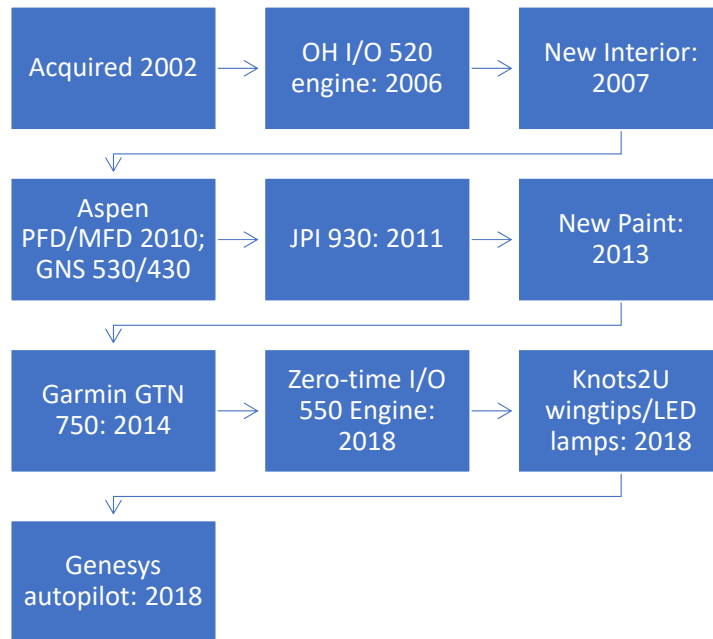 Acquired 2002
OH I/O 520
engine: 2006
New Interior:
2007
Aspen
PFD/MFD 2010;
GNS 530/430
JPI 930: 2011
New Paint:
2013
Garmin GTN
750: 2014
Zero-time I/O
550 Engine:
2018
Knots2U
wingtips/LED
lamps: 2018
Genesys
autopilot: 2018